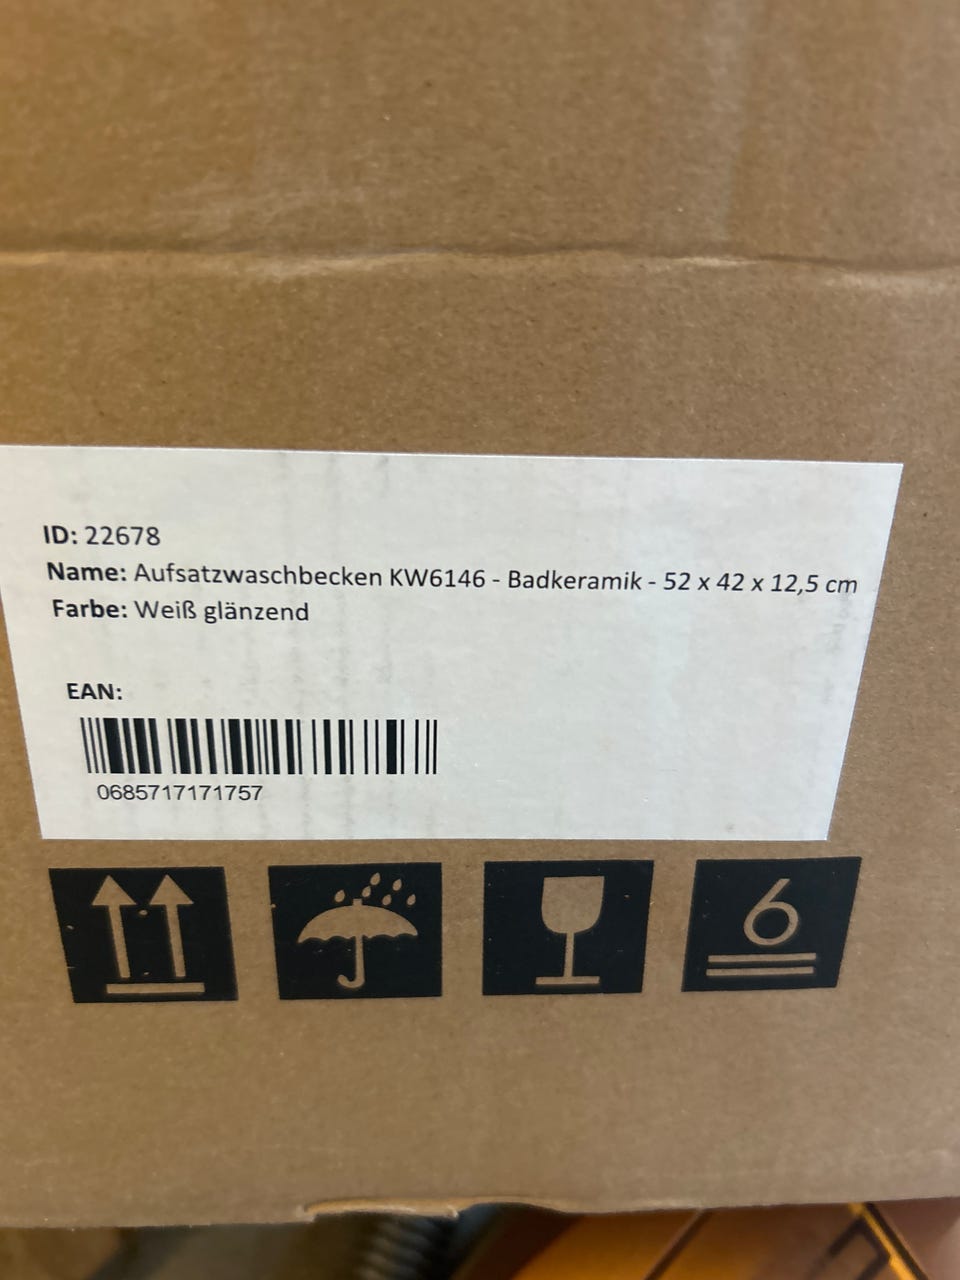 ID: 22678
Name: Aufsatzwaschbecken KW6146 - Badkeramik - 52 x 42 x 12,5 cm
Farbe: Weiß glänzend
EAN:
0685717171757
6